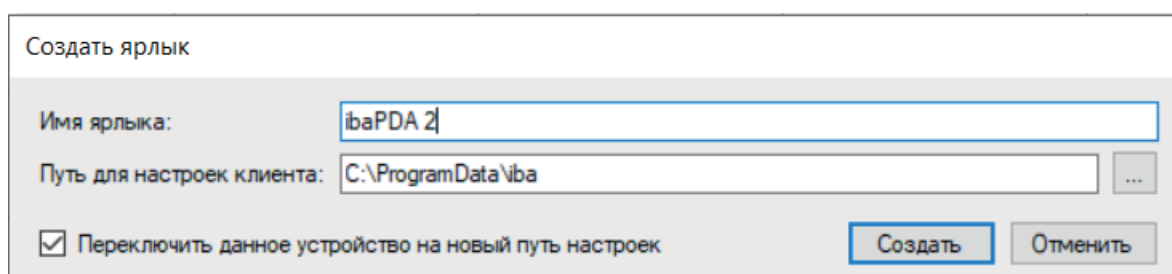 Создать ярлык
Имя ярлыка: ibaPDA 2
Путь для настроек клиента: C:\ProgramData\iba ...
Переключить данное устройство на новый путь настроек Создать Отменить